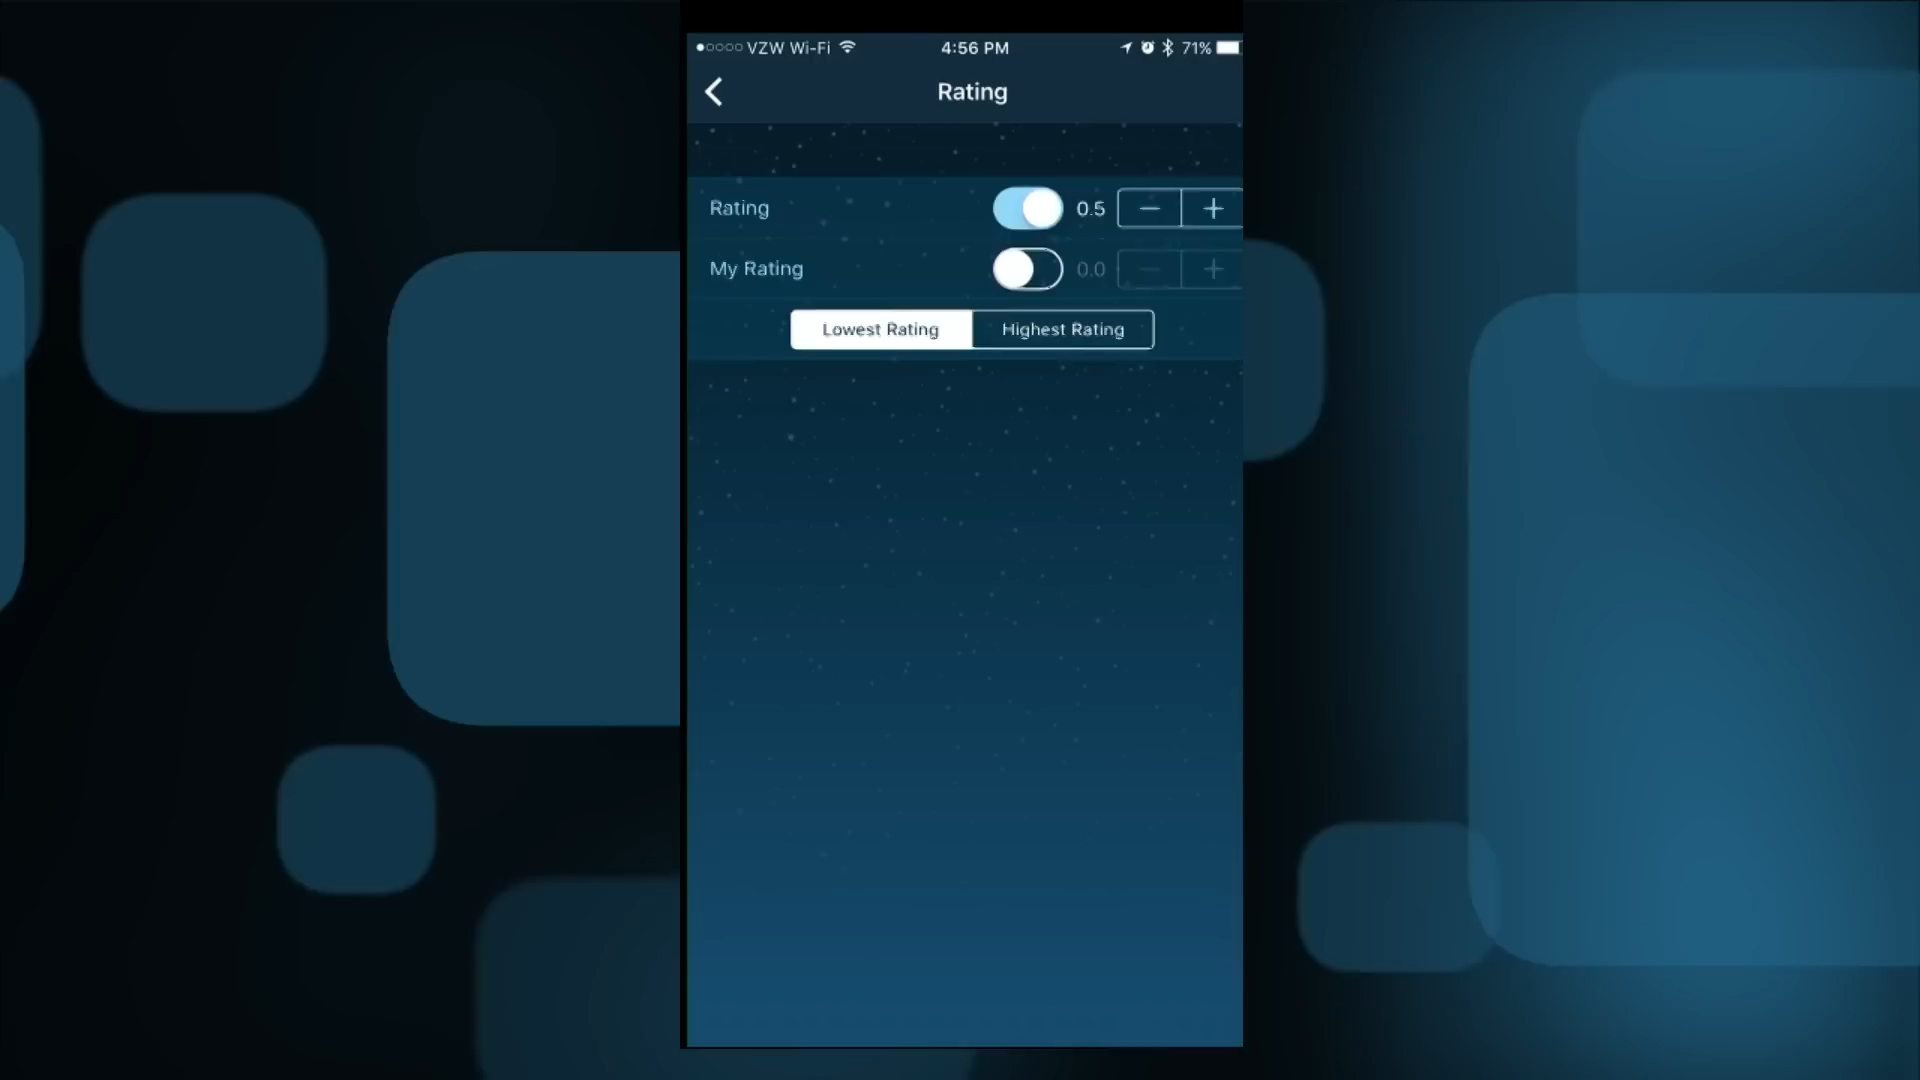 VZW Wi-Fi 4:56 PM 71%
Rating
Rating 0.5 − +
My Rating 0.0 − +
Lowest Rating Highest Rating